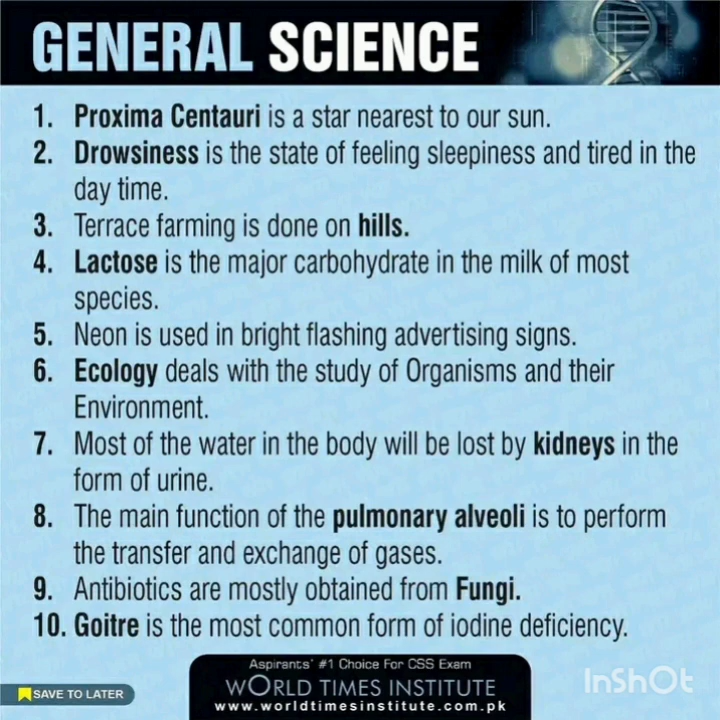 GENERAL SCIENCE
1. Proxima Centauri is a star nearest to our sun.
2. Drowsiness is the state of feeling sleepiness and tired in the
day time.
3. Terrace farming is done on hills.
4. Lactose is the major carbohydrate in the milk of most
species.
5. Neon is used in bright flashing advertising signs.
6. Ecology deals with the study of Organisms and their
Environment.
7. Most of the water in the body will be lost by kidneys in the
form of urine.
8. The main function of the pulmonary alveoli is to perform
the transfer and exchange of gases.
9. Antibiotics are mostly obtained from Fungi.
10. Goitre is the most common form of iodine deficiency.
Aspirants' #1 Choice For CSS Exam
WORLD TIMES INSTITUTE
www.worldtimesinstitute.com.pk
SAVE TO LATER
InShOt